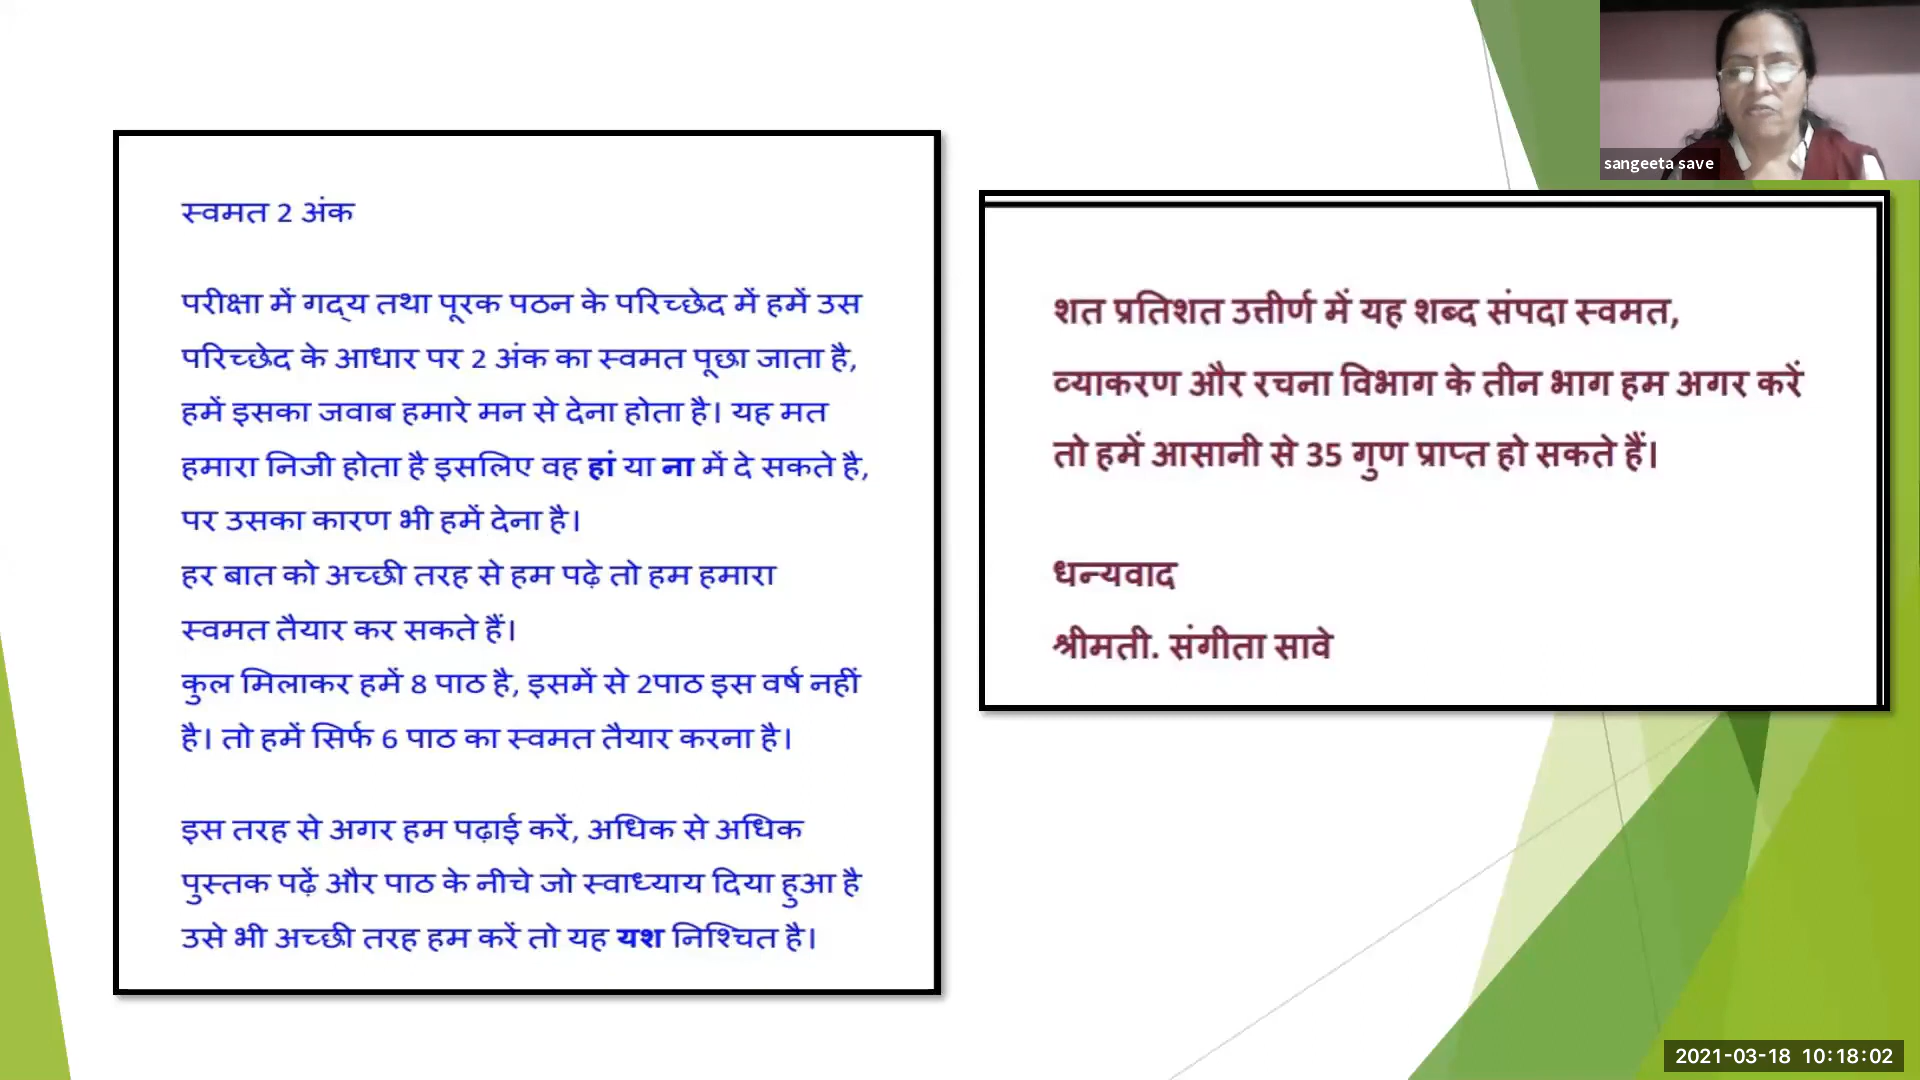 स्वमत 2 अंक
परीक्षा में गद्‌य तथा पूरक पठन के परिच्छेद में हमें उस
परिच्छेद के आधार पर 2 अंक का स्वमत पूछा जाता है,
हमें इसका जवाब हमारे मन से देना होता है। यह मत
हमारा निजी होता है इसलिए वह हां या ना में दे सकते है,
पर उसका कारण भी हमें देना है।
हर बात को अच्छी तरह से हम पढ़े तो हम हमारा
स्वमत तैयार कर सकते हैं।
कुल मिलाकर हमें 8 पाठ है, इसमें से 2पाठ इस वर्ष नहीं
है। तो हमें सिर्फ 6 पाठ का स्वमत तैयार करना है।
इस तरह से अगर हम पढ़ाई करें, अधिक से अधिक
पुस्तक पढ़ें और पाठ के नीचे जो स्वाध्याय दिया हुआ है
उसे भी अच्छी तरह हम करें तो यह यश निश्चित है।
शत प्रतिशत उत्तीर्ण में यह शब्द संपदा स्वमत,
व्याकरण और रचना विभाग के तीन भाग हम अगर करें
तो हमें आसानी से 35 गुण प्राप्त हो सकते हैं।
धन्यवाद
श्रीमती. संगीता सावे
sangeeta save
2021-03-18 10:18:02